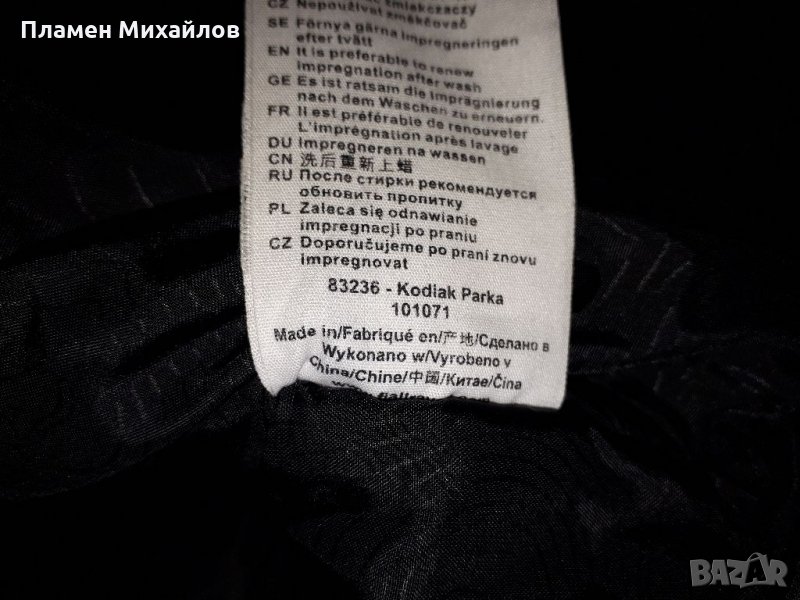 Пламен Михайлов
CZ Nepoužívat změkčovač
SE Förnya gärna impregneringen
efter tvätt
EN It is preferable to renew
impregnation after wash
GE Es ist ratsam die Imprägnierung
nach dem Waschen zu erneuern.
FR Il est préférable de renouveler
L'imprégnation après lavage
DU Impregneren na wassen
CN 洗后重新上蜡
RU После стирки рекомендуется
обновить пропитку
PL Zaleca się odnawianie
impregnacji po praniu
CZ Doporučujeme po praní znovu
impregnovat
83236 - Kodiak Parka
101071
Made in/Fabriqué en/产地/Сделано в
Wykonano w/Vyrobeno v
China/Chine/中國/Китае/Čína
BAZAR